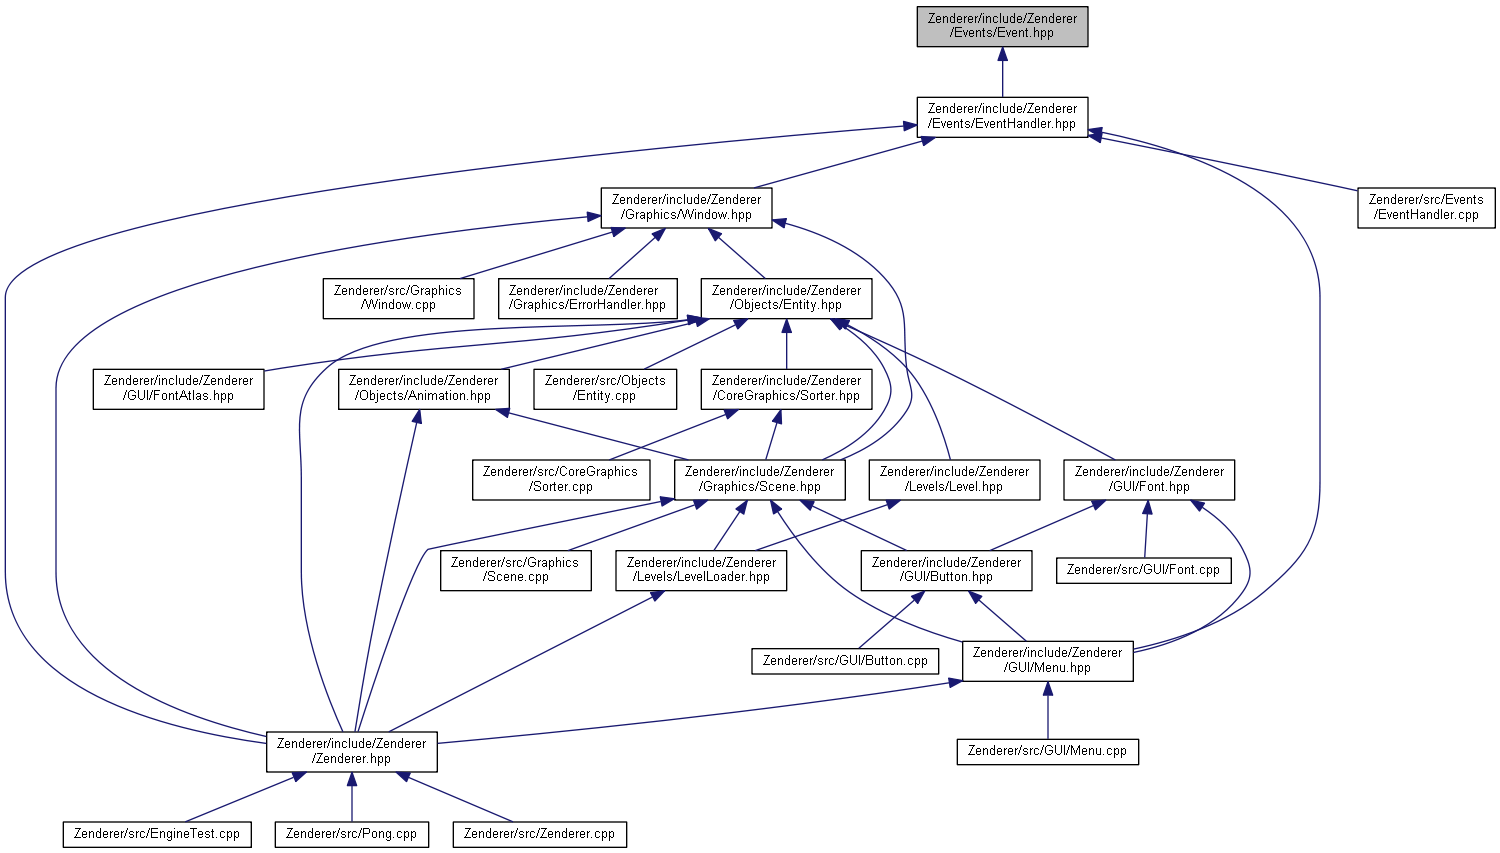 Zenderer/include/Zenderer
/Events/Event.hpp
Zenderer/include/Zenderer
/Events/EventHandler.hpp
Zenderer/include/Zenderer
/Graphics/Window.hpp
Zenderer/src/Events
/EventHandler.cpp
Zenderer/src/Graphics
/Window.cpp
Zenderer/include/Zenderer
/Graphics/ErrorHandler.hpp
Zenderer/include/Zenderer
/Objects/Entity.hpp
Zenderer/include/Zenderer
/GUI/FontAtlas.hpp
Zenderer/include/Zenderer
/Objects/Animation.hpp
Zenderer/src/Objects
/Entity.cpp
Zenderer/include/Zenderer
/CoreGraphics/Sorter.hpp
Zenderer/src/CoreGraphics
/Sorter.cpp
Zenderer/include/Zenderer
/Graphics/Scene.hpp
Zenderer/include/Zenderer
/Levels/Level.hpp
Zenderer/include/Zenderer
/GUI/Font.hpp
Zenderer/src/Graphics
/Scene.cpp
Zenderer/include/Zenderer
/Levels/LevelLoader.hpp
Zenderer/include/Zenderer
/GUI/Button.hpp
Zenderer/src/GUI/Font.cpp
Zenderer/src/GUI/Button.cpp
Zenderer/include/Zenderer
/GUI/Menu.hpp
Zenderer/include/Zenderer
/Zenderer.hpp
Zenderer/src/GUI/Menu.cpp
Zenderer/src/EngineTest.cpp
Zenderer/src/Pong.cpp
Zenderer/src/Zenderer.cpp